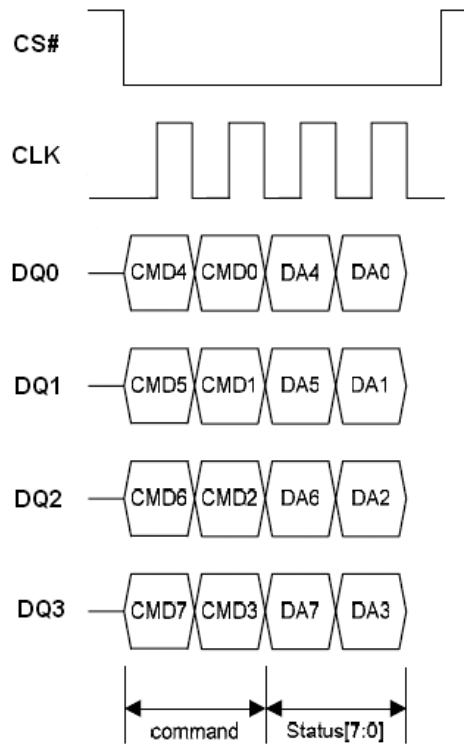 CS#
CLK
DQ0 CMD4 CMD0 DA4 DA0
DQ1 CMD5 CMD1 DA5 DA1
DQ2 CMD6 CMD2 DA6 DA2
DQ3 CMD7 CMD3 DA7 DA3
command Status[7:0]